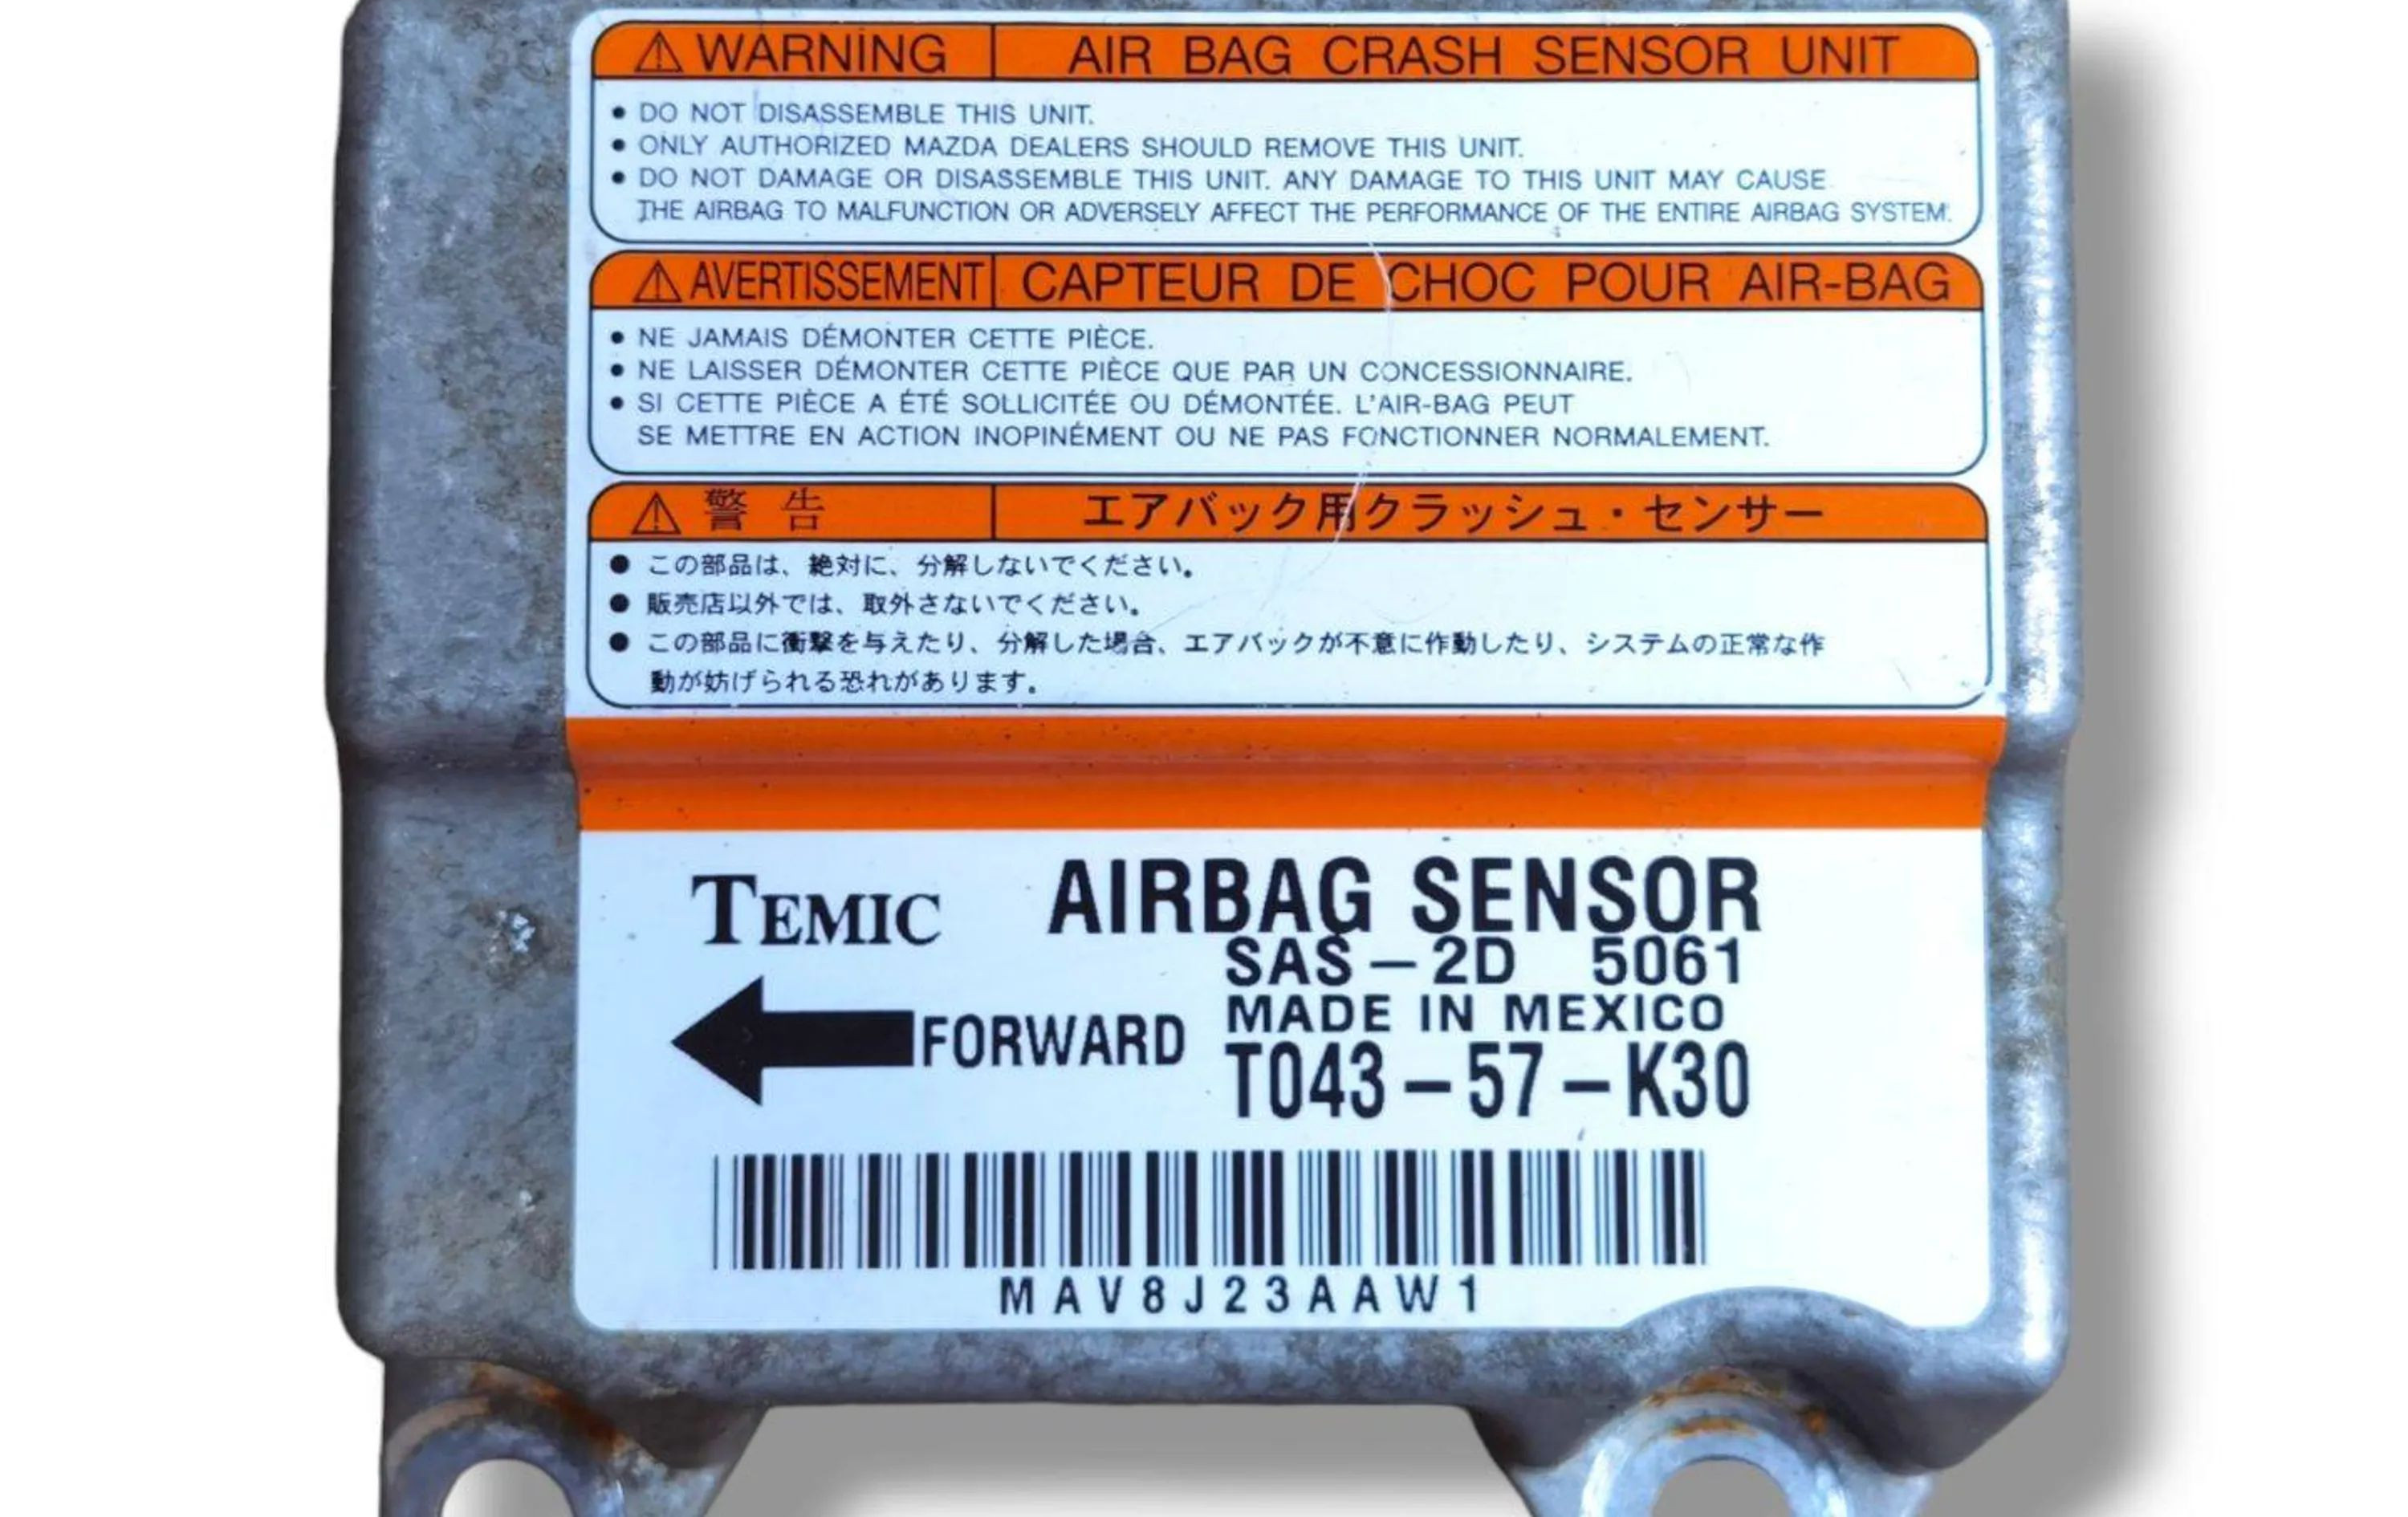 ⚠ WARNING AIR BAG CRASH SENSOR UNIT
• DO NOT DISASSEMBLE THIS UNIT.
• ONLY AUTHORIZED MAZDA DEALERS SHOULD REMOVE THIS UNIT.
• DO NOT DAMAGE OR DISASSEMBLE THIS UNIT. ANY DAMAGE TO THIS UNIT MAY CAUSE
THE AIRBAG TO MALFUNCTION OR ADVERSELY AFFECT THE PERFORMANCE OF THE ENTIRE AIRBAG SYSTEM.
⚠ AVERTISSEMENT CAPTEUR DE CHOC POUR AIR-BAG
• NE JAMAIS DÉMONTER CETTE PIÈCE.
• NE LAISSER DÉMONTER CETTE PIÈCE QUE PAR UN CONCESSIONNAIRE.
• SI CETTE PIÈCE A ÉTÉ SOLLICITÉE OU DÉMONTÉE. L'AIR-BAG PEUT
SE METTRE EN ACTION INOPINÉMENT OU NE PAS FONCTIONNER NORMALEMENT.
⚠ 警告 エアバック用クラッシュ・センサー
● この部品は、絶対に、分解しないでください。
● 販売店以外では、取外さないでください。
● この部品に衝撃を与えたり、分解した場合、エアバックが不意に作動したり、システムの正常な作
動が妨げられる恐れがあります。
TEMIC AIRBAG SENSOR
SAS-2D 5061
MADE IN MEXICO
FORWARD T043-57-K30
MAV8J23AAW1